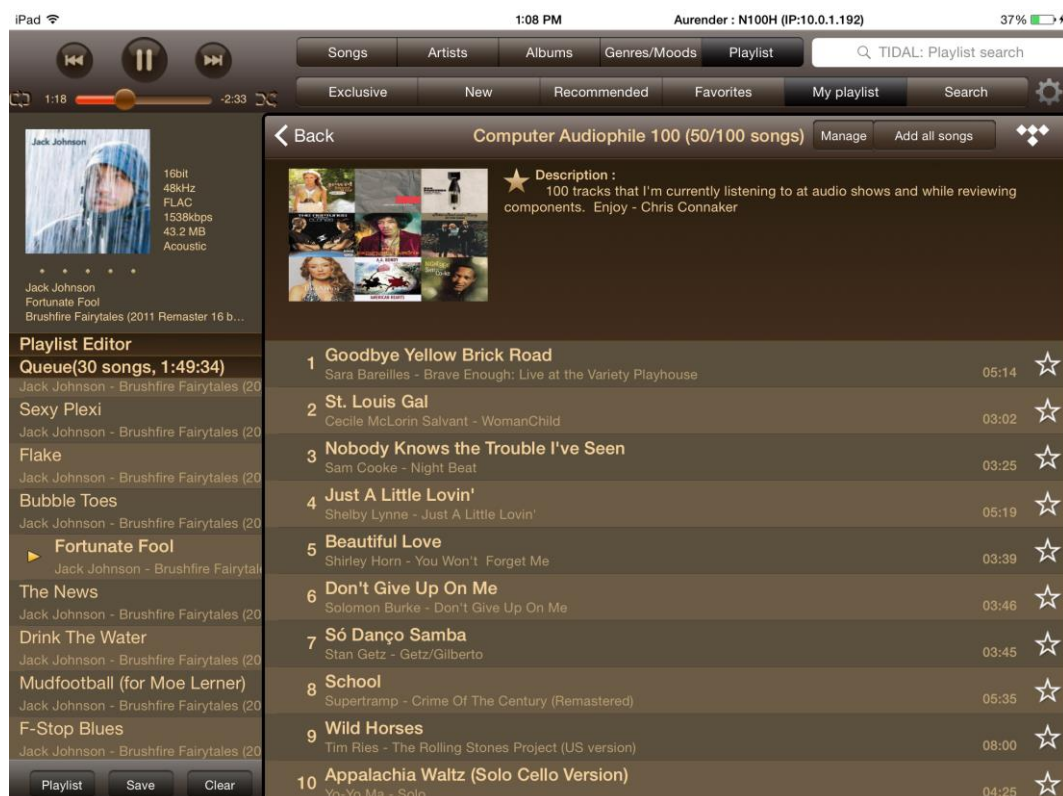 iPad
1:08 PM
Aurender : N100H (IP:10.0.1.192)
37%
Songs
Artists
Albums
Genres/Moods
Playlist
TIDAL: Playlist search
1:18
-2:33
Exclusive
New
Recommended
Favorites
My playlist
Search
Jack Johnson
16bit
48kHz
FLAC
1538kbps
43.2 MB
Acoustic
Jack Johnson
Fortunate Fool
Brushfire Fairytales (2011 Remaster 16 b...
Playlist Editor
Queue(30 songs, 1:49:34)
Jack Johnson - Brushfire Fairytales (20
Sexy Plexi
Jack Johnson - Brushfire Fairytales (20
Flake
Jack Johnson - Brushfire Fairytales (20
Bubble Toes
Jack Johnson - Brushfire Fairytales (20
Fortunate Fool
Jack Johnson - Brushfire Fairytal
The News
Jack Johnson - Brushfire Fairytales (20
Drink The Water
Jack Johnson - Brushfire Fairytales (20
Mudfootball (for Moe Lerner)
Jack Johnson - Brushfire Fairytales (20
F-Stop Blues
Jack Johnson - Brushfire Fairytales (20
Playlist
Save
Clear
Back
Computer Audiophile 100 (50/100 songs)
Manage
Add all songs
Description :
100 tracks that I'm currently listening to at audio shows and while reviewing
components. Enjoy - Chris Connaker
AMERICAN HEARTS
1 Goodbye Yellow Brick Road
Sara Bareilles - Brave Enough: Live at the Variety Playhouse 05:14
2 St. Louis Gal
Cecile McLorin Salvant - WomanChild 03:02
3 Nobody Knows the Trouble I've Seen
Sam Cooke - Night Beat 03:25
4 Just A Little Lovin'
Shelby Lynne - Just A Little Lovin' 05:19
5 Beautiful Love
Shirley Horn - You Won't Forget Me 03:39
6 Don't Give Up On Me
Solomon Burke - Don't Give Up On Me 03:46
7 Só Danço Samba
Stan Getz - Getz/Gilberto 03:45
8 School
Supertramp - Crime Of The Century (Remastered) 05:35
9 Wild Horses
Tim Ries - The Rolling Stones Project (US version) 08:00
10 Appalachia Waltz (Solo Cello Version)
Yo-Yo Ma - Solo 04:25